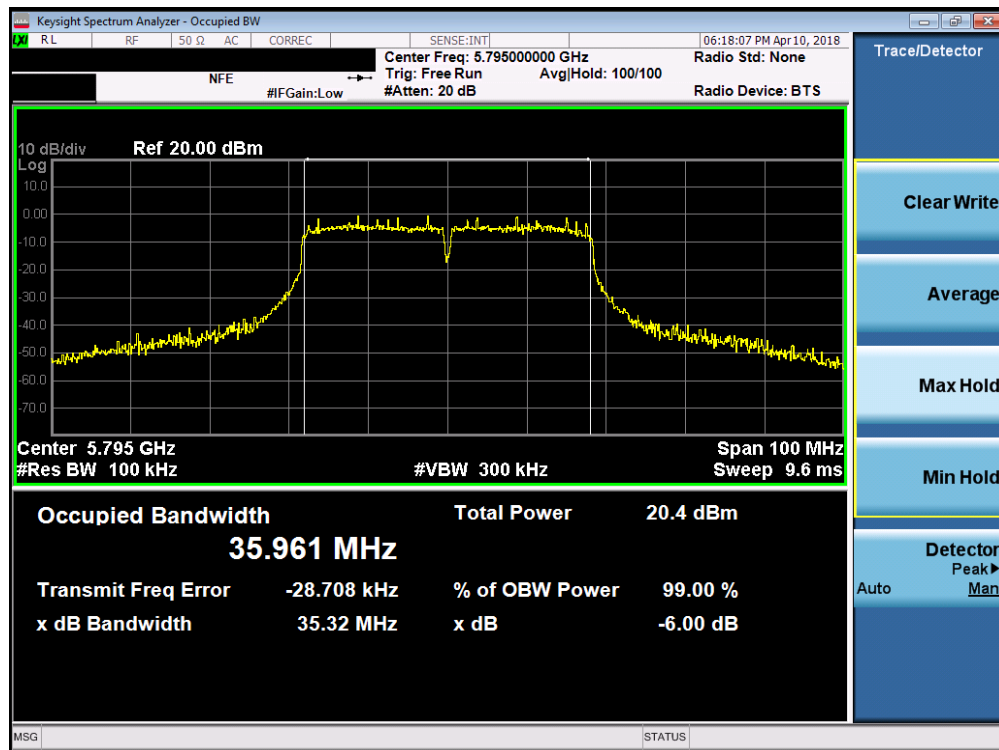 Keysight Spectrum Analyzer - Occupied BW
LXI RL RF 50 Ω AC CORREC SENSE:INT 06:18:07 PM Apr 10, 2018
Center Freq: 5.795000000 GHz Radio Std: None
NFE Trig: Free Run Avg|Hold: 100/100
#IFGain:Low #Atten: 20 dB Radio Device: BTS
10 dB/div Ref 20.00 dBm
Log
10.0
0.00
-10.0
-20.0
-30.0
-40.0
-50.0
-60.0
-70.0
Center 5.795 GHz Span 100 MHz
#Res BW 100 kHz #VBW 300 kHz Sweep 9.6 ms
Occupied Bandwidth Total Power 20.4 dBm
35.961 MHz
Transmit Freq Error -28.708 kHz % of OBW Power 99.00 %
x dB Bandwidth 35.32 MHz x dB -6.00 dB
MSG STATUS
Trace/Detector
Clear Write
Average
Max Hold
Min Hold
Detector
Peak▶
Auto Man